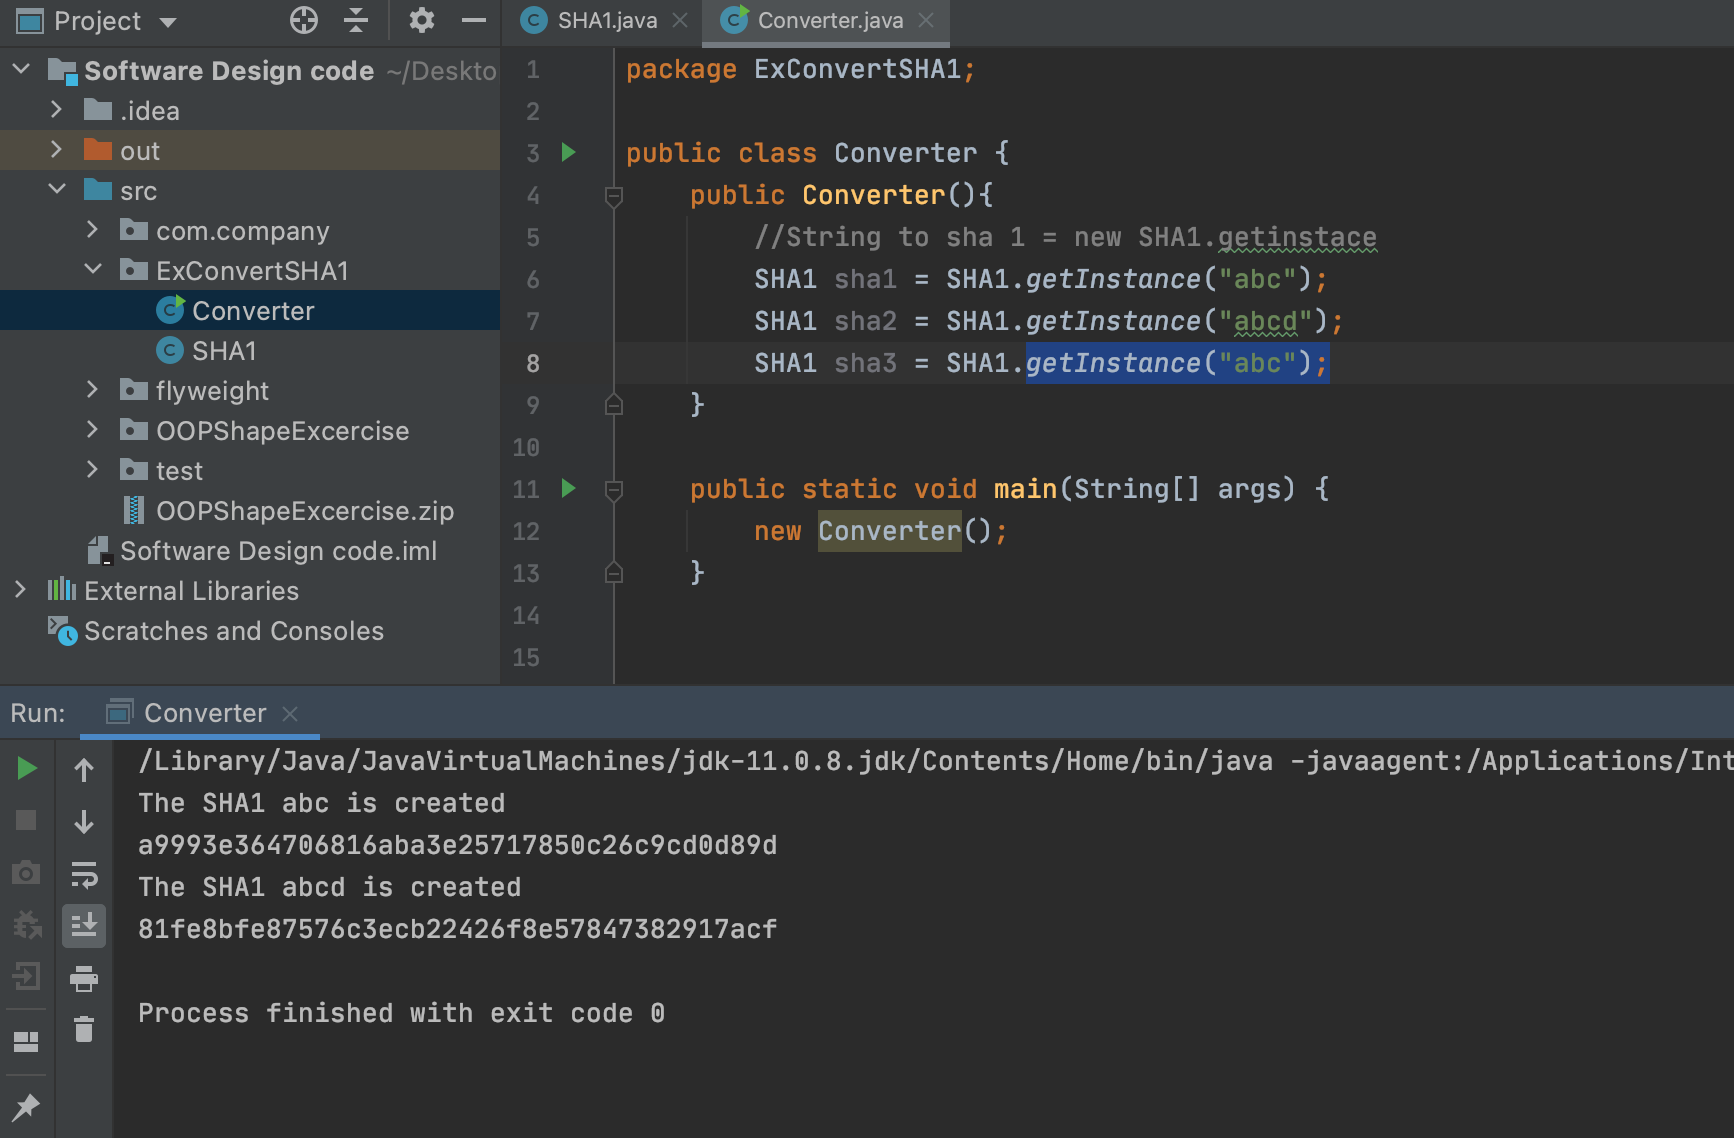 Project
SHA1.java
Converter.java
Software Design code ~/Deskto
.idea
out
src
com.company
ExConvertSHA1
Converter
SHA1
flyweight
OOPShapeExcercise
test
OOPShapeExcercise.zip
Software Design code.iml
External Libraries
Scratches and Consoles
1 package ExConvertSHA1;
2
3 public class Converter {
4 public Converter(){
5 //String to sha 1 = new SHA1.getinstace
6 SHA1 sha1 = SHA1.getInstance("abc");
7 SHA1 sha2 = SHA1.getInstance("abcd");
8 SHA1 sha3 = SHA1.getInstance("abc");
9 }
10
11 public static void main(String[] args) {
12 new Converter();
13 }
14
15
Run: Converter
/Library/Java/JavaVirtualMachines/jdk-11.0.8.jdk/Contents/Home/bin/java -javaagent:/Applications/Int
The SHA1 abc is created
a9993e364706816aba3e25717850c26c9cd0d89d
The SHA1 abcd is created
81fe8bfe87576c3ecb22426f8e57847382917acf
Process finished with exit code 0